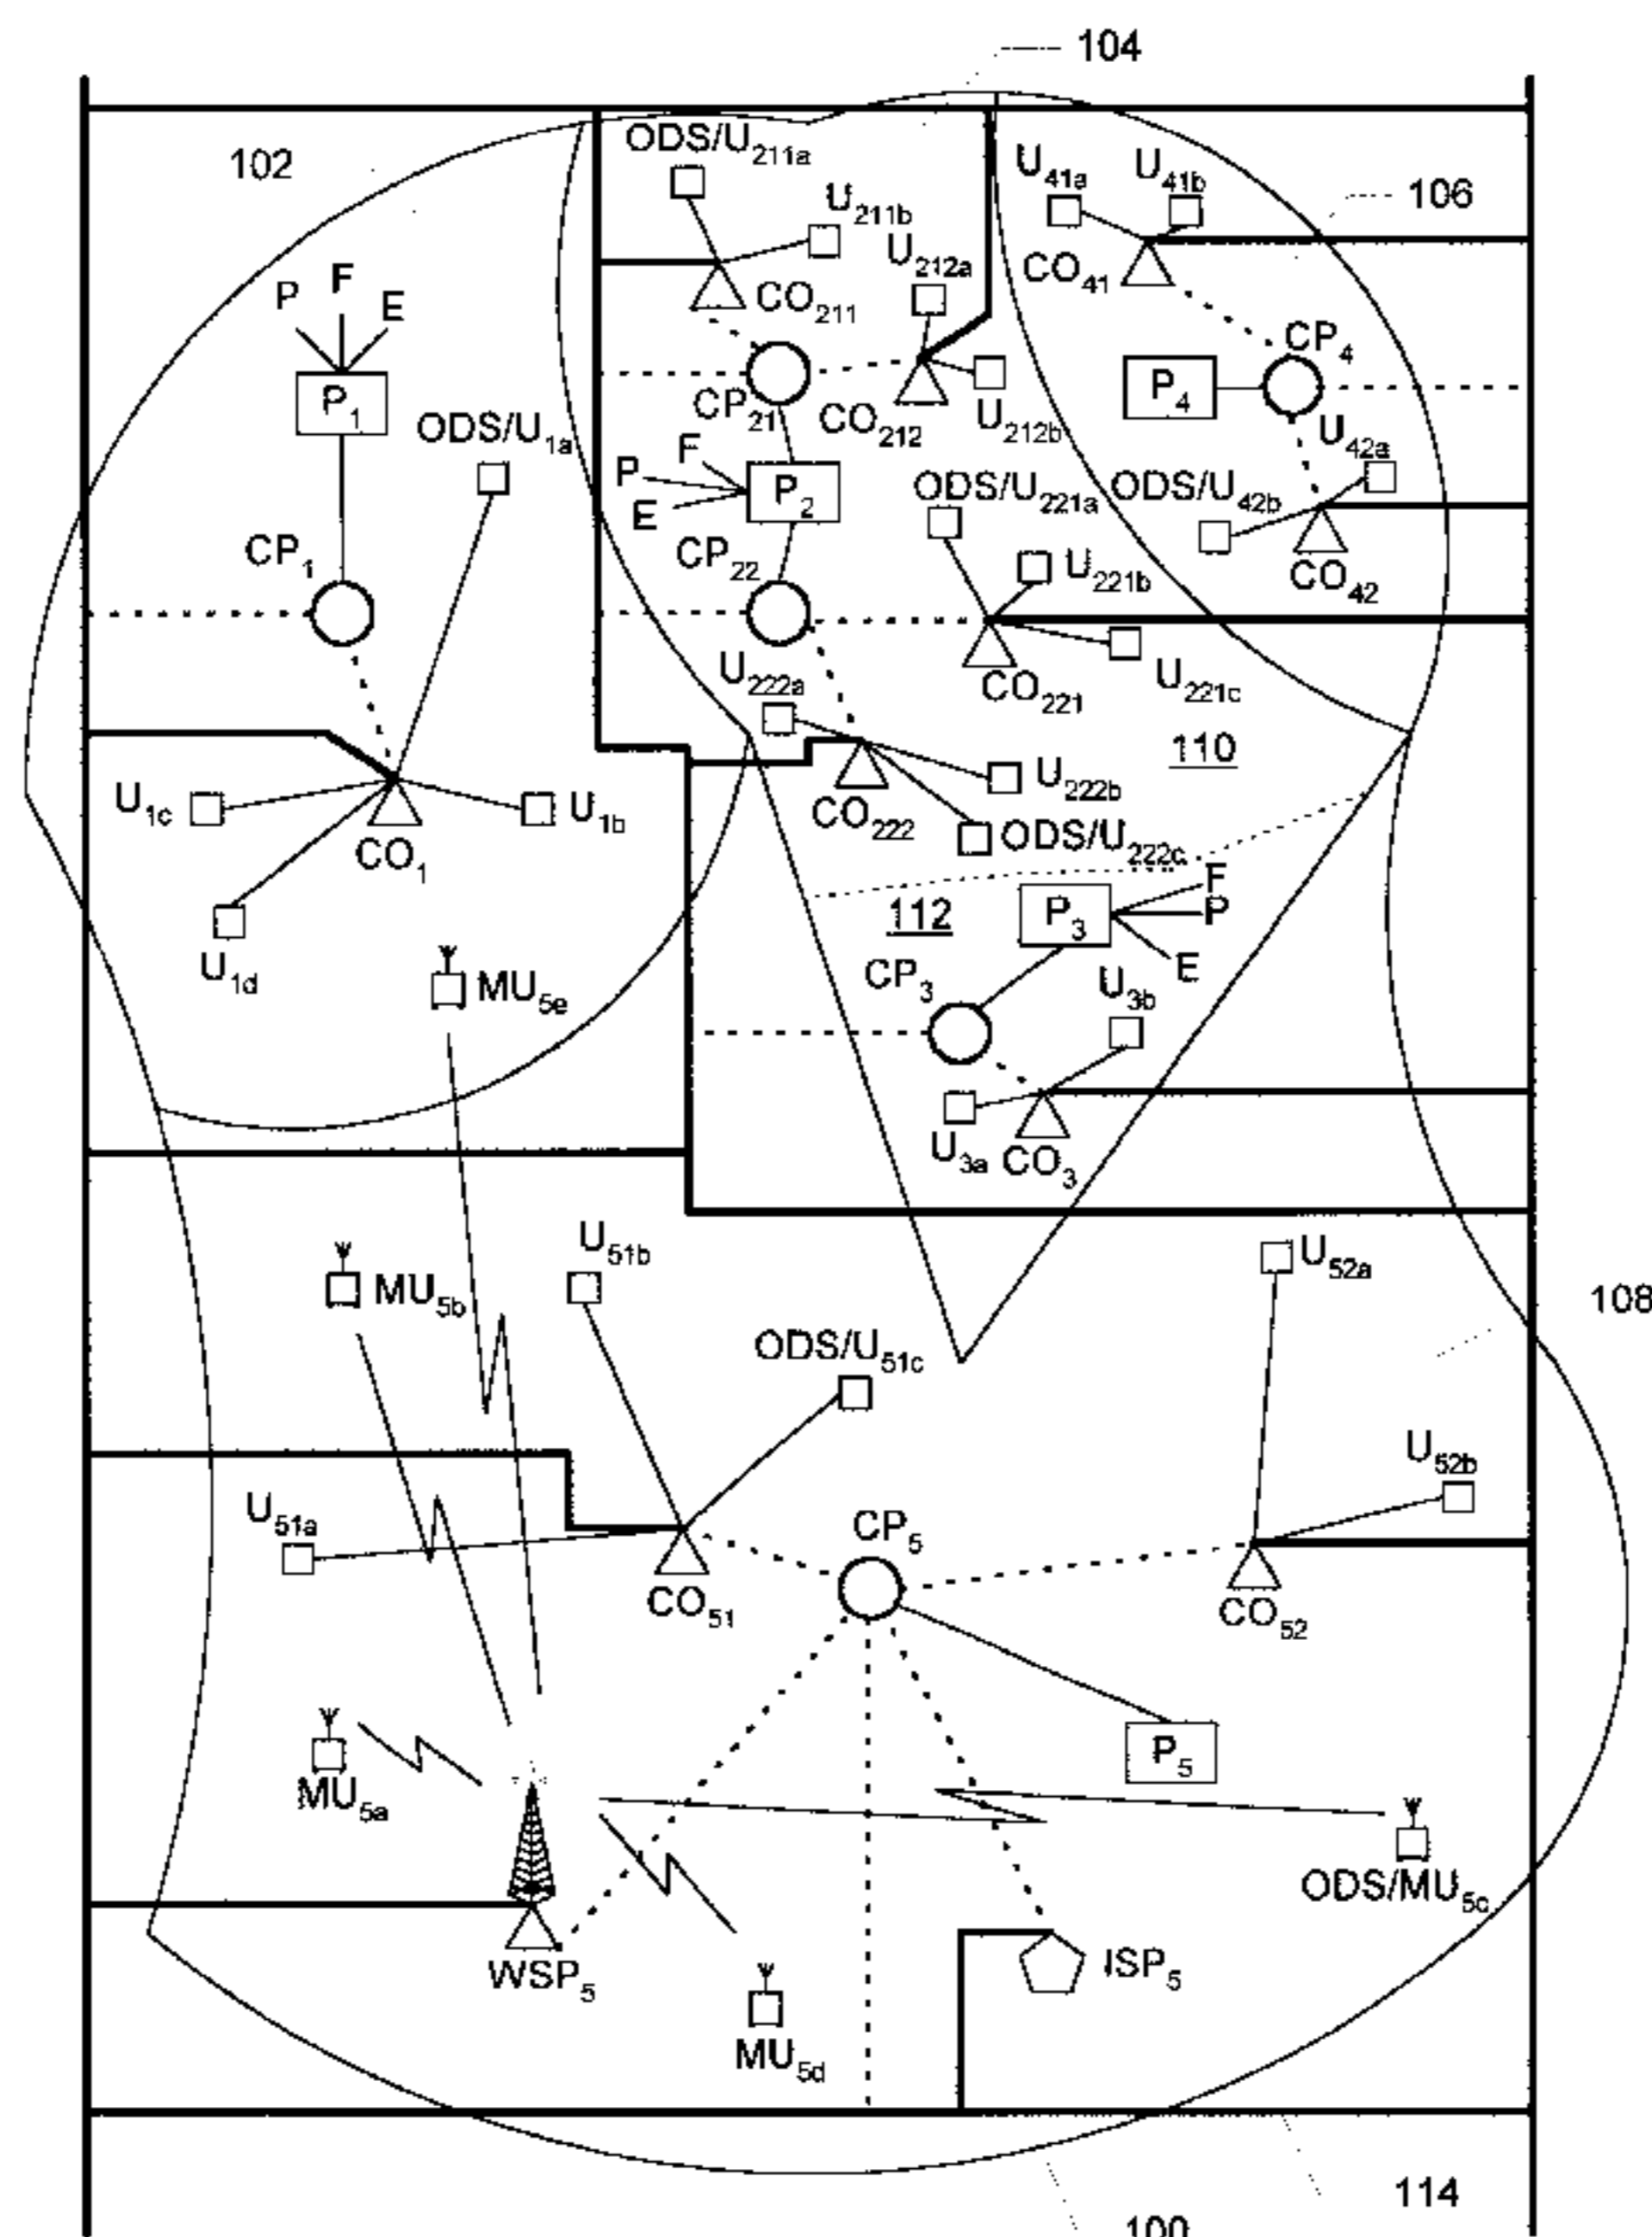 104
102
ODS/U211a
U41a
U41b
106
U211b
U212a
CO41
P
F
E
CO211
CP4
P1
CP21
CO212
U212b
P4
ODS/U1a
U42a
F
P
P2
E
ODS/U221a
ODS/U42b
CP1
CP22
U221b
CO42
U222a
CO221
U221c
110
U1c
U1b
CO1
U222b
CO222
ODS/U222c
F
112
P3
P
U1d
MU5e
CP3
E
U3b
U3a
CO3
U51b
U52a
MU5b
108
ODS/U51c
U52b
U51a
CP5
CO51
CO52
P5
MU5a
ODS/MU5c
WSP5
ISP5
MU5d
114
100